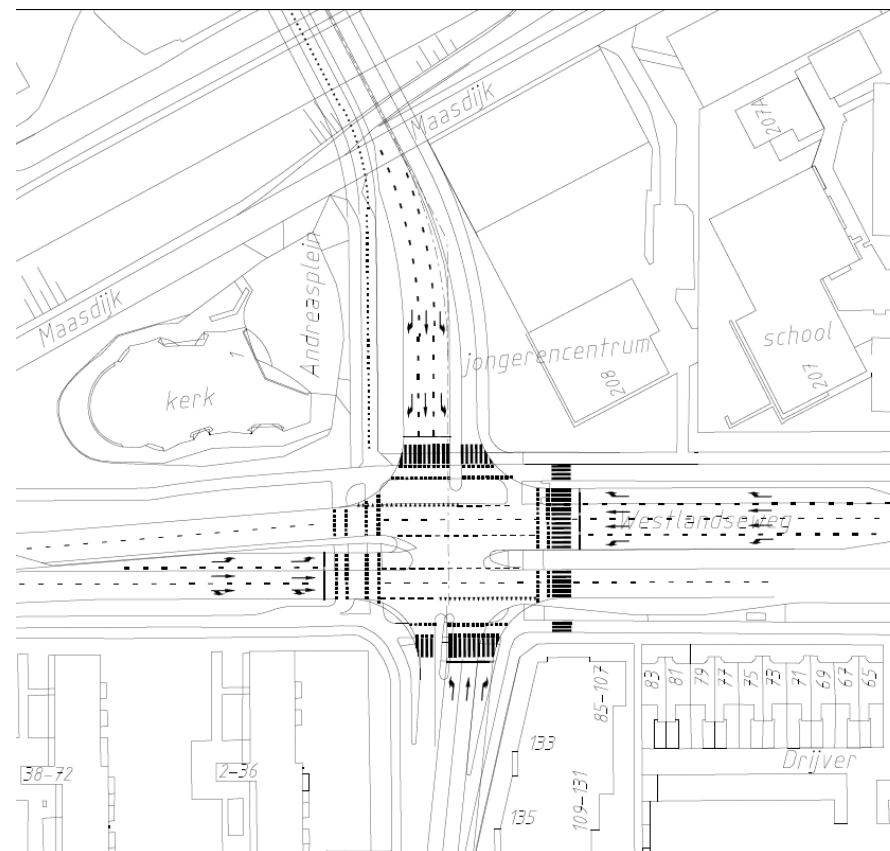 Maasdijk
207A
Andreasplein
Maasdijk
jongerencentrum
school
1
kerk
208
207
Westlandseweg
83
81
79
77
75
73
71
69
67
65
85-107
133
Drijver
38-72
2-36
109-131
135